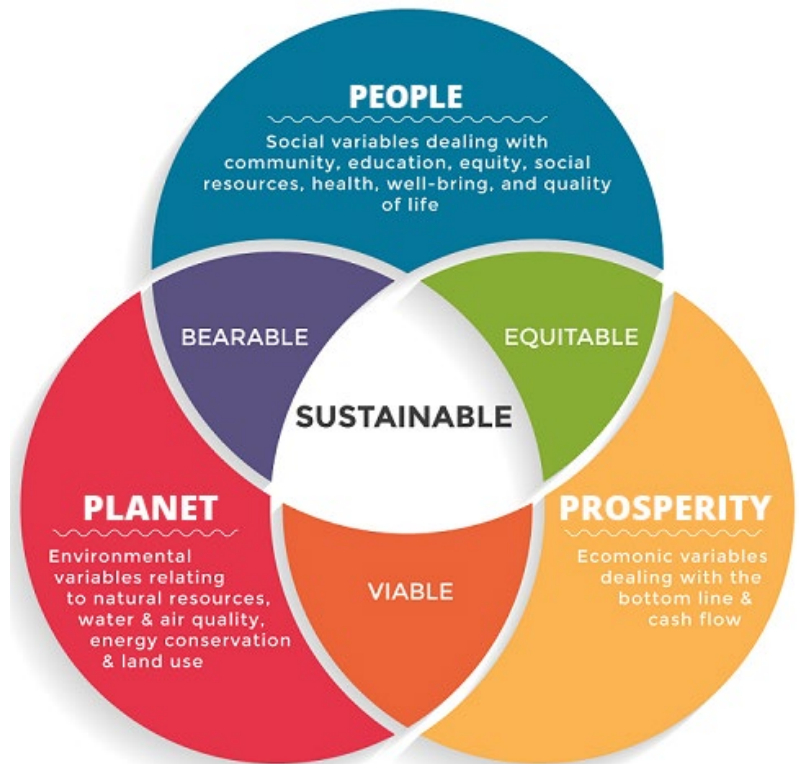 PEOPLE
Social variables dealing with
community, education, equity, social
resources, health, well-bring, and quality
of life
BEARABLE
EQUITABLE
SUSTAINABLE
PLANET
Environmental
variables relating
to natural resources,
water & air quality,
energy conservation
& land use
PROSPERITY
Ecomonic variables
dealing with the
bottom line &
cash flow
VIABLE